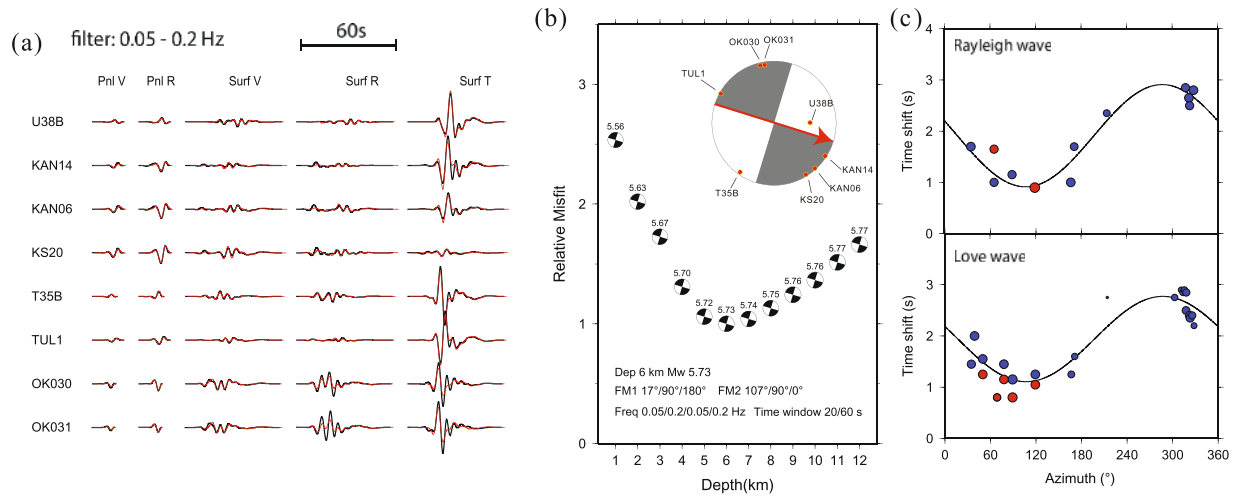 (a)
filter: 0.05 - 0.2 Hz
60s
Pnl V Pnl R Surf V Surf R Surf T
U38B
KAN14
KAN06
KS20
T35B
TUL1
OK030
OK031
(b)
Relative Misfit
3
2
1
0
OK030 OK031
TUL1
U38B
KAN14
KAN06
KS20
T35B
5.56
5.63
5.67
5.70
5.72
5.73
5.74
5.75
5.76
5.76
5.77
5.77
Dep 6 km Mw 5.73
FM1 17°/90°/180° FM2 107°/90°/0°
Freq 0.05/0.2/0.05/0.2 Hz Time window 20/60 s
1 2 3 4 5 6 7 8 9 10 11 12
Depth(km)
(c)
Rayleigh wave
Time shift (s)
4
3
2
1
0
Love wave
Time shift (s)
3
2
1
0
0 60 120 180 240 300 360
Azimuth (°)